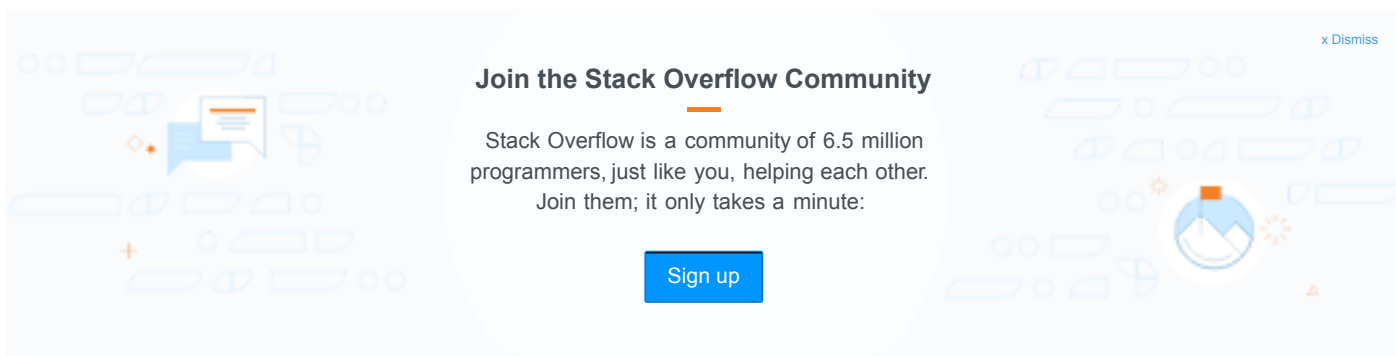 x Dismiss
Join the Stack Overflow Community
Stack Overflow is a community of 6.5 million
programmers, just like you, helping each other.
Join them; it only takes a minute:
Sign up